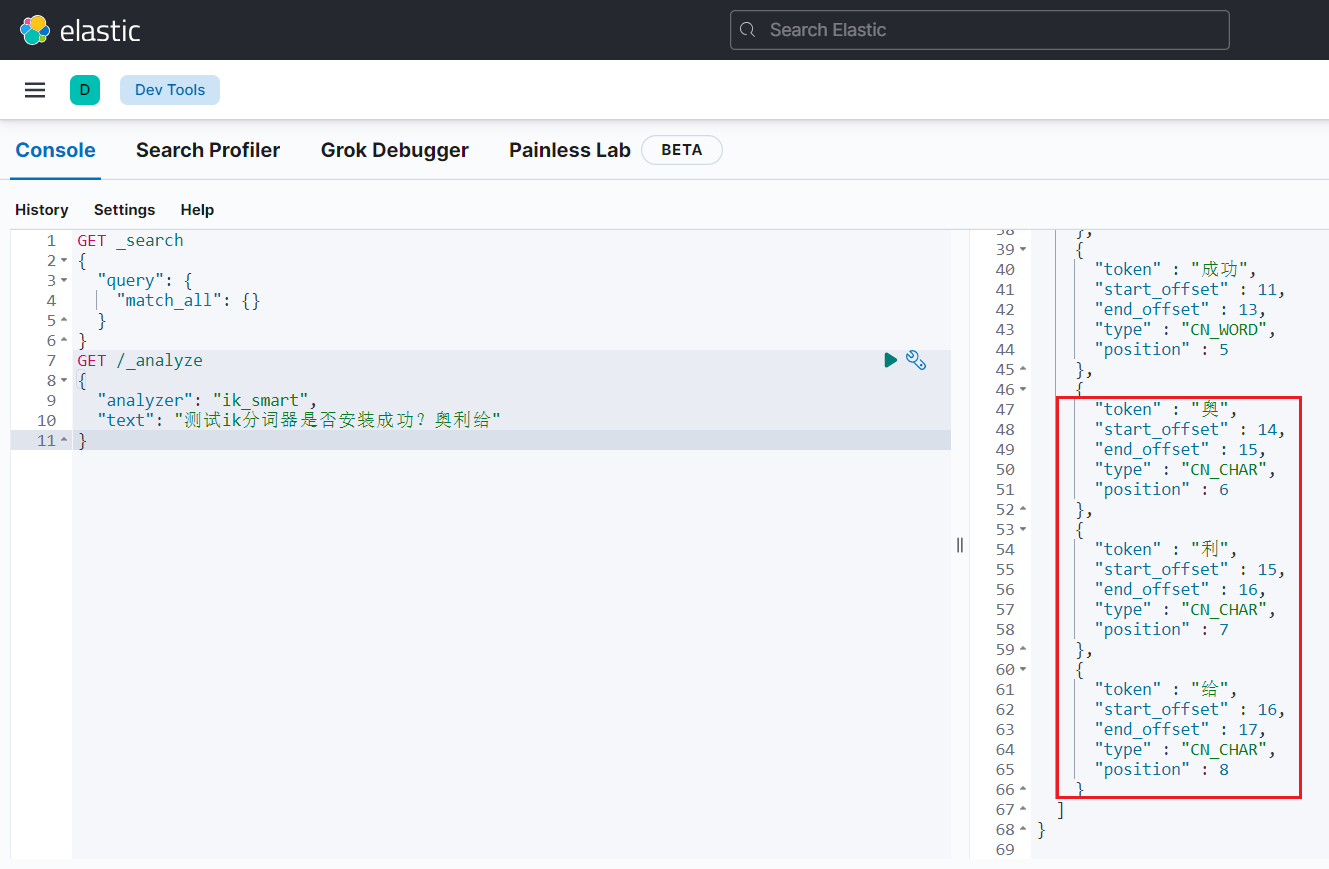 elastic
Search Elastic
D
Dev Tools
Console
Search Profiler
Grok Debugger
Painless Lab
BETA
History
Settings
Help
1 GET _search
2 {
3 "query": {
4 "match_all": {}
5 }
6 }
7 GET /_analyze
8 {
9 "analyzer": "ik_smart",
10 "text": "测试ik分词器是否安装成功？奥利给"
11 }
38 },
39 {
40 "token" : "成功",
41 "start_offset" : 11,
42 "end_offset" : 13,
43 "type" : "CN_WORD",
44 "position" : 5
45 },
46 {
47 "token" : "奥",
48 "start_offset" : 14,
49 "end_offset" : 15,
50 "type" : "CN_CHAR",
51 "position" : 6
52 },
53 {
54 "token" : "利",
55 "start_offset" : 15,
56 "end_offset" : 16,
57 "type" : "CN_CHAR",
58 "position" : 7
59 },
60 {
61 "token" : "给",
62 "start_offset" : 16,
63 "end_offset" : 17,
64 "type" : "CN_CHAR",
65 "position" : 8
66 }
67 ]
68 }
69